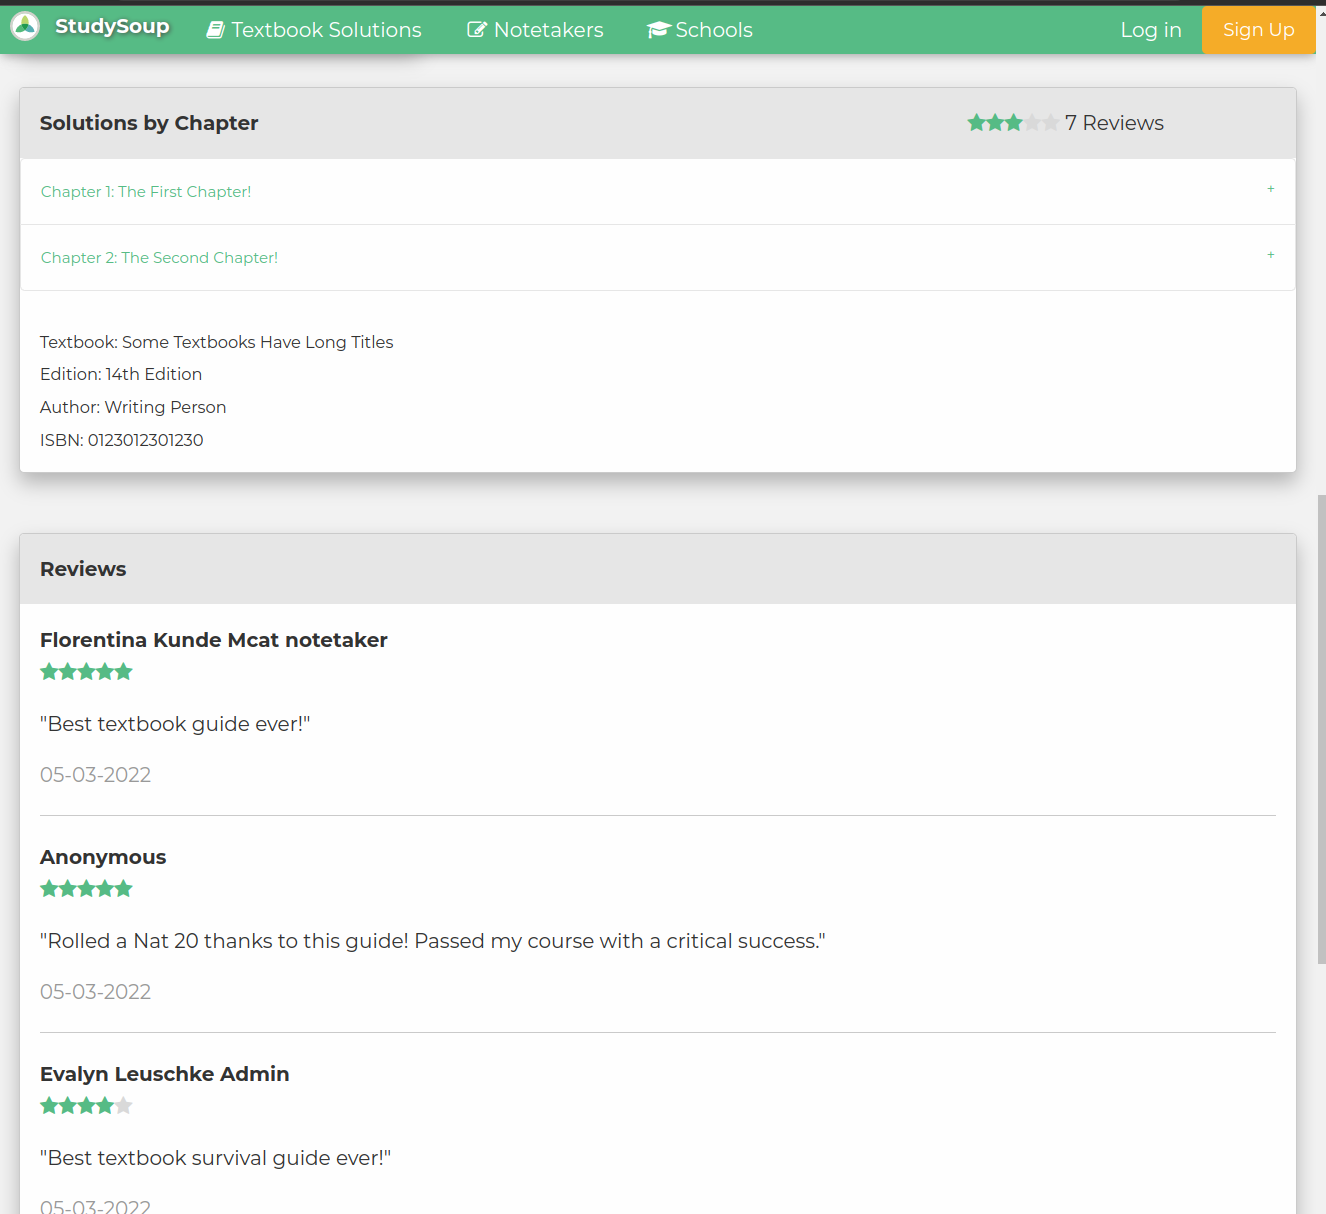 StudySoup Textbook Solutions Notetakers Schools Log in Sign Up
Solutions by Chapter 7 Reviews
Chapter 1: The First Chapter! +
Chapter 2: The Second Chapter! +
Textbook: Some Textbooks Have Long Titles
Edition: 14th Edition
Author: Writing Person
ISBN: 0123012301230
Reviews
Florentina Kunde Mcat notetaker
"Best textbook guide ever!"
05-03-2022
Anonymous
"Rolled a Nat 20 thanks to this guide! Passed my course with a critical success."
05-03-2022
Evalyn Leuschke Admin
"Best textbook survival guide ever!"
05-03-2022